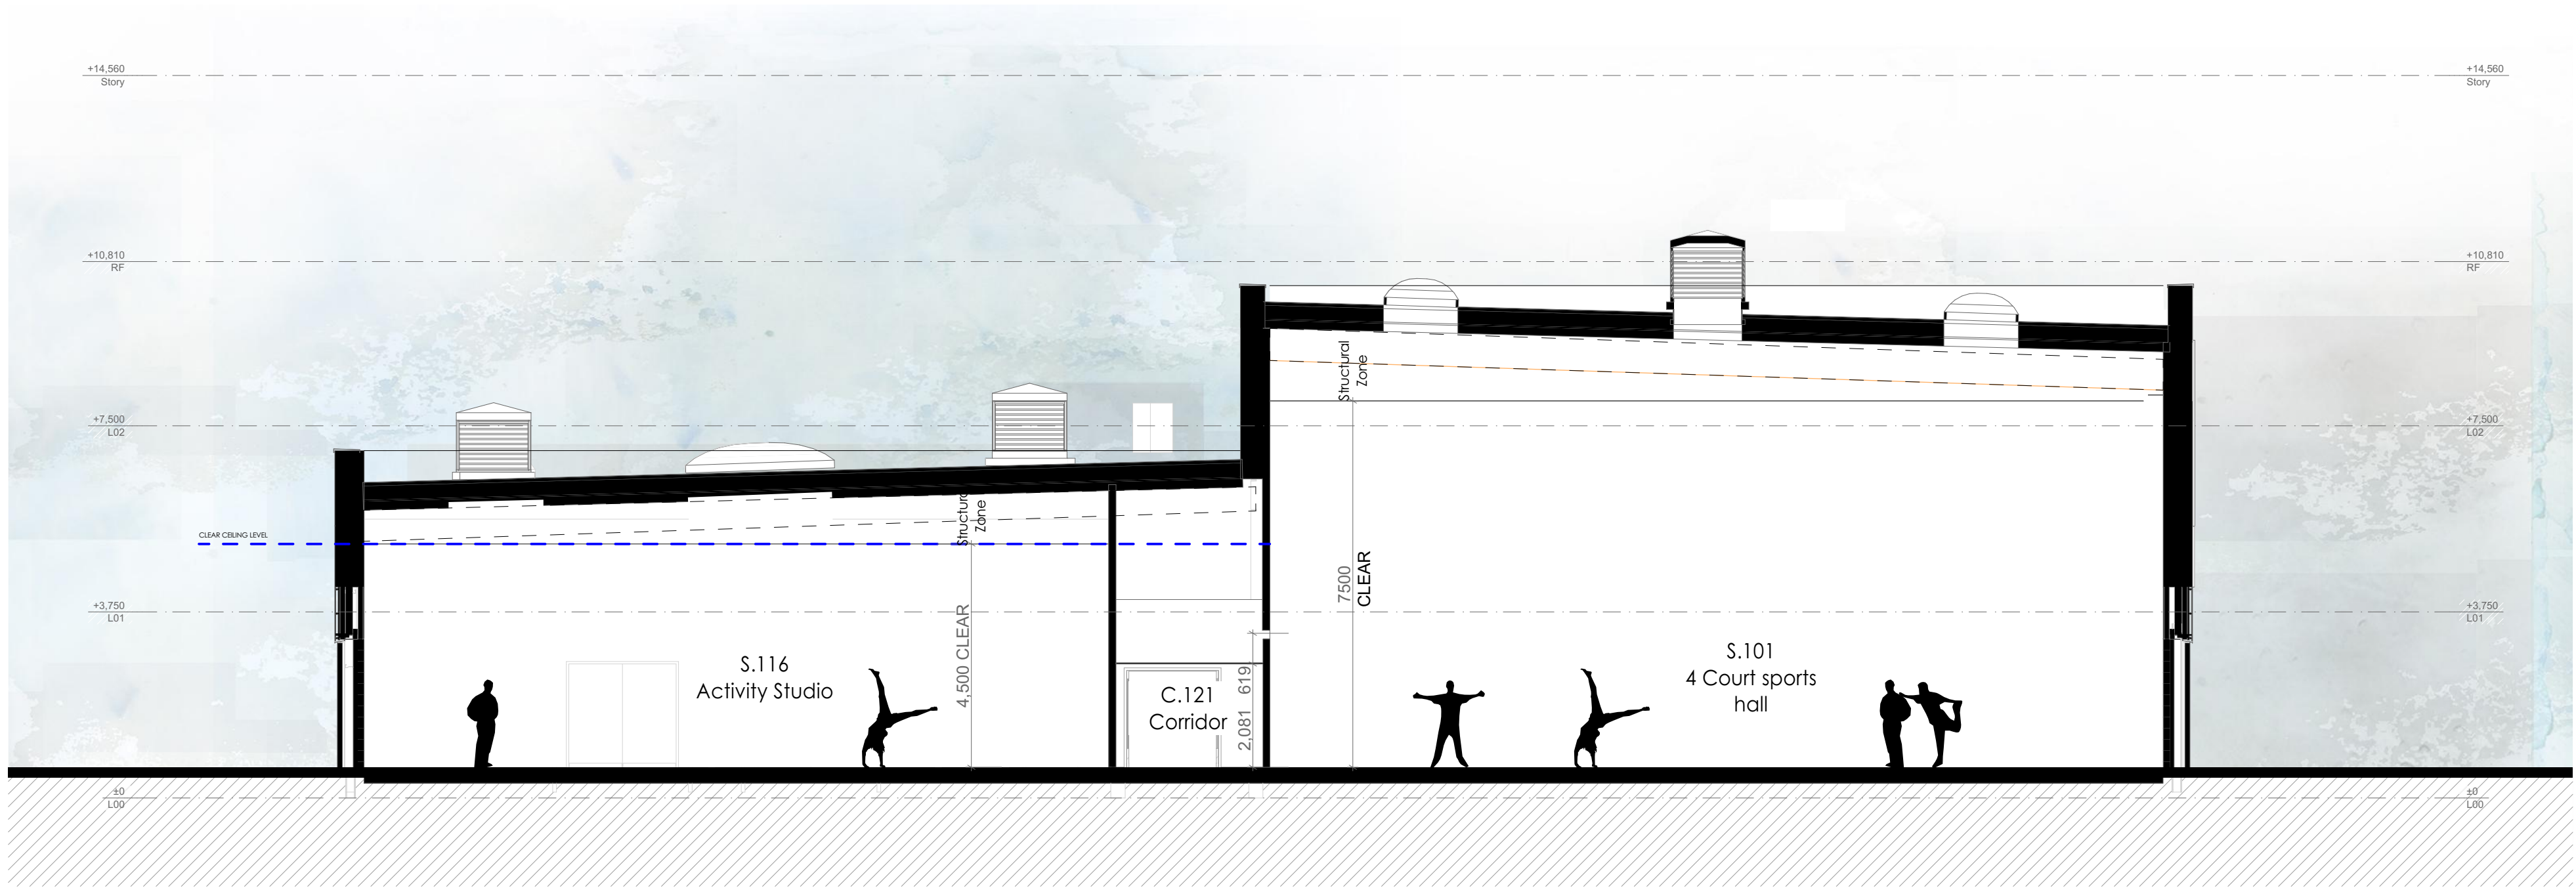 +14,560
Story
+14,560
Story
+10,810
RF
+10,810
RF
+7,500
L02
+7,500
L02
Structural
Zone
Structural
Zone
CLEAR CEILING LEVEL
+3,750
L01
+3,750
L01
4,500 CLEAR
7500
CLEAR
S.116
Activity Studio
C.121
Corridor
2,081
619
S.101
4 Court sports
hall
±0
L00
±0
L00